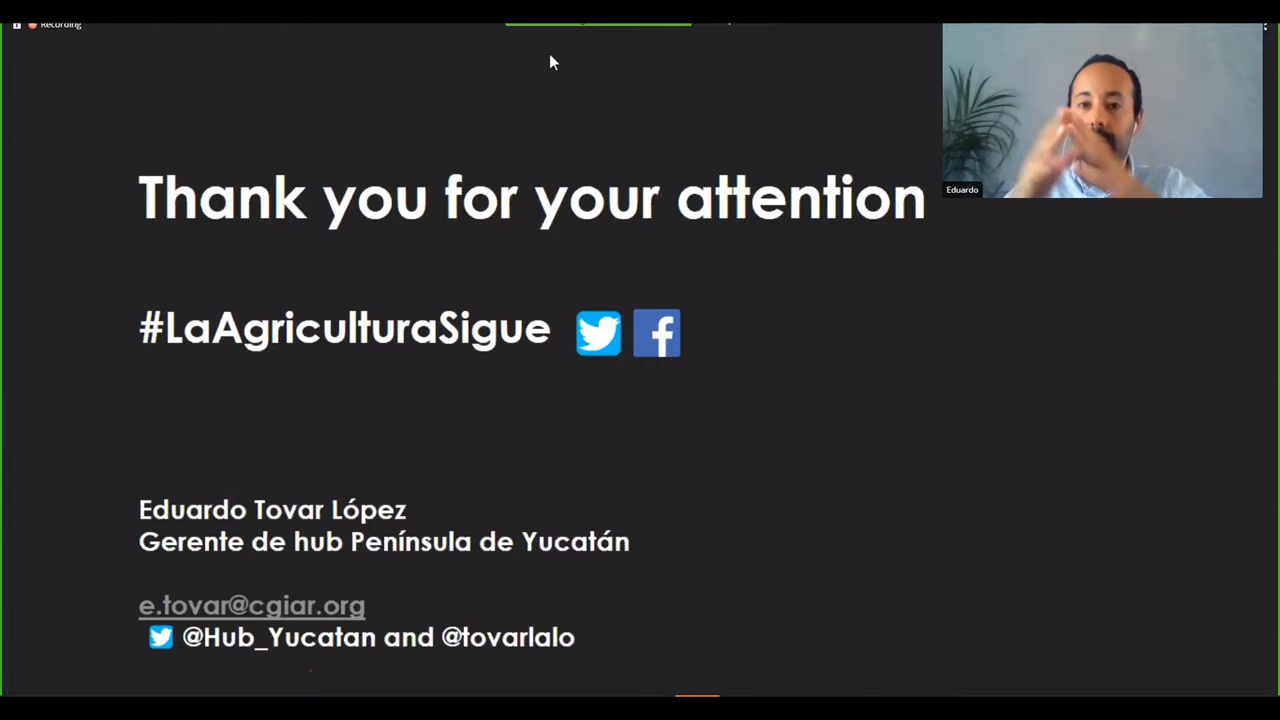 Recording
Thank you for your attention
Eduardo
#LaAgriculturaSigue
Eduardo Tovar López
Gerente de hub Península de Yucatán
e.tovar@cgiar.org
@Hub_Yucatan and @tovarlalo